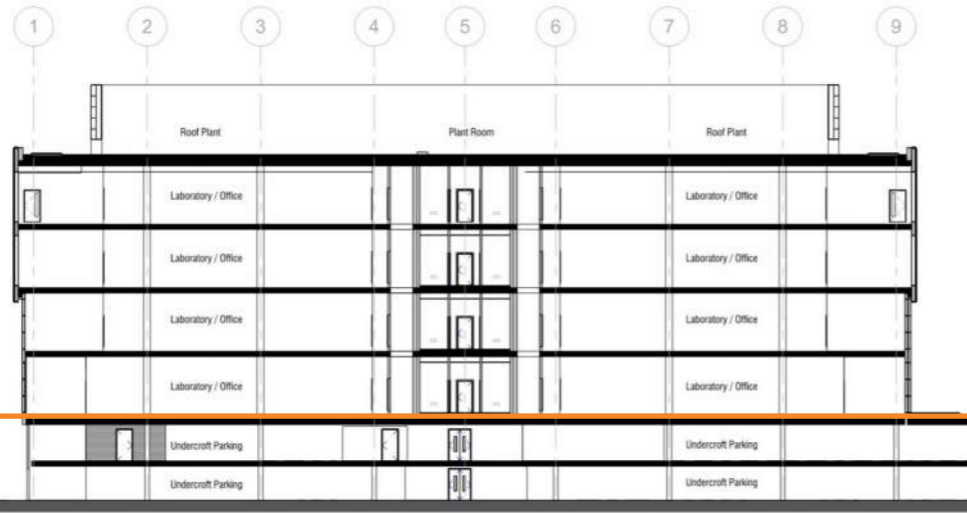 1 2 3 4 5 6 7 8 9
Roof Plant Plant Room Roof Plant
Laboratory / Office Laboratory / Office
Laboratory / Office Laboratory / Office
Laboratory / Office Laboratory / Office
Laboratory / Office Laboratory / Office
Undercroft Parking Undercroft Parking
Undercroft Parking Undercroft Parking